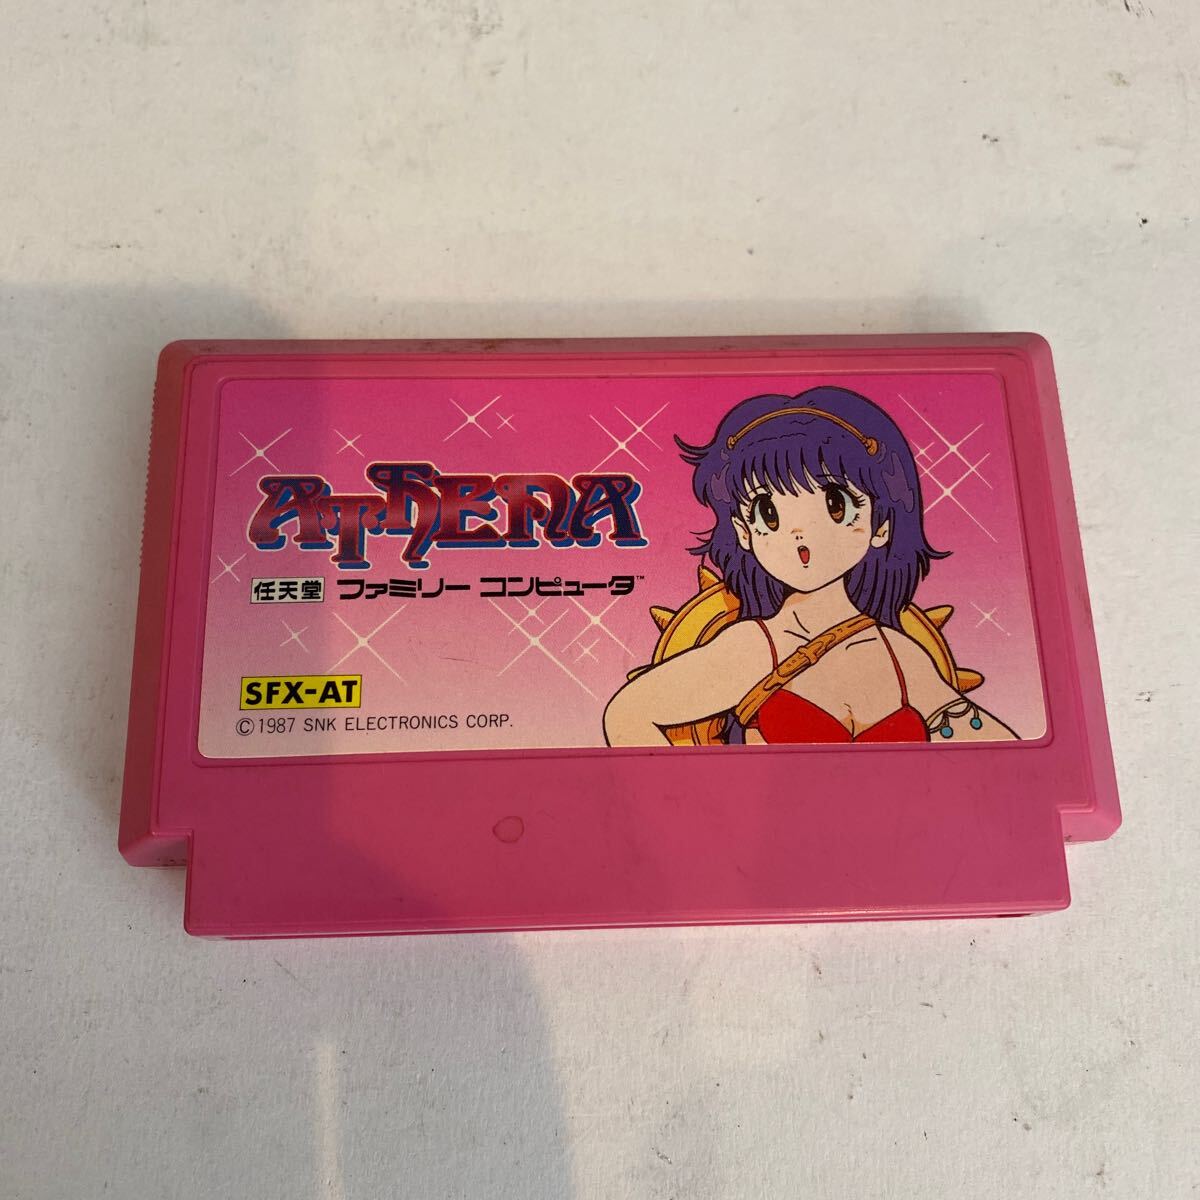 ATHENA
任天堂 ファミリー コンピュータ™
SFX-AT
©1987 SNK ELECTRONICS CORP.